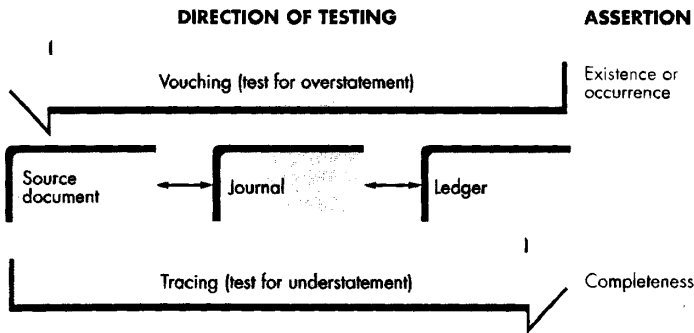 DIRECTION OF TESTING
ASSERTION
Vouching (test for overstatement)
Existence or
occurrence
Source
document
Journal
Ledger
Tracing (test for understatement)
Completeness